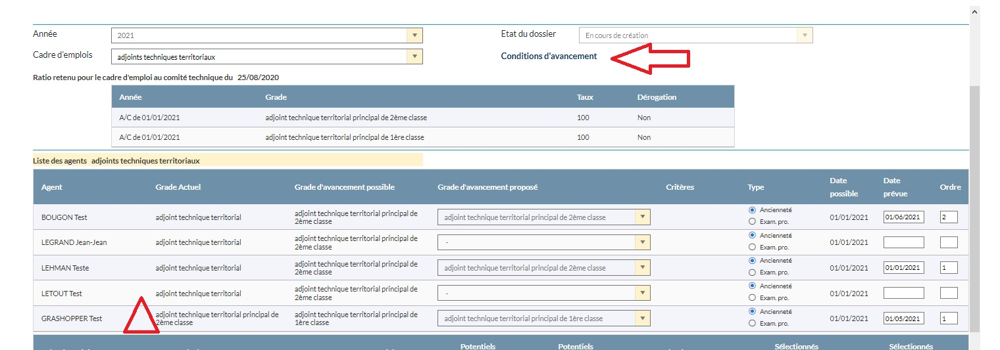 Année 2021 Etat du dossier En cours de création
Cadre d'emplois adjoints techniques territoriaux Conditions d'avancement
Ratio retenu pour le cadre d'emploi au comité technique du 25/08/2020
Année Grade Taux Dérogation
A/C de 01/01/2021 adjoint technique territorial principal de 2ème classe 100 Non
A/C de 01/01/2021 adjoint technique territorial principal de 1ère classe 100 Non
Liste des agents adjoints techniques territoriaux
Agent Grade Actuel Grade d'avancement possible Grade d'avancement proposé Critères Type Date possible Date prévue Ordre
BOUGON Test adjoint technique territorial adjoint technique territorial principal de 2ème classe adjoint technique territorial principal de 2ème classe Ancienneté Exam. pro. 01/01/2021 01/06/2021 2
LEGRAND Jean-Jean adjoint technique territorial adjoint technique territorial principal de 2ème classe - Ancienneté Exam. pro. 01/01/2021
LEHMAN Teste adjoint technique territorial adjoint technique territorial principal de 2ème classe adjoint technique territorial principal de 2ème classe Ancienneté Exam. pro. 01/01/2021 01/01/2021 1
LETOUT Test adjoint technique territorial adjoint technique territorial principal de 2ème classe - Ancienneté Exam. pro. 01/01/2021
GRASHOPPER Test adjoint technique territorial principal de 2ème classe adjoint technique territorial principal de 1ère classe adjoint technique territorial principal de 1ère classe Ancienneté Exam. pro. 01/01/2021 01/05/2021 1
Potentiels Potentiels Sélectionnés Sélectionnés